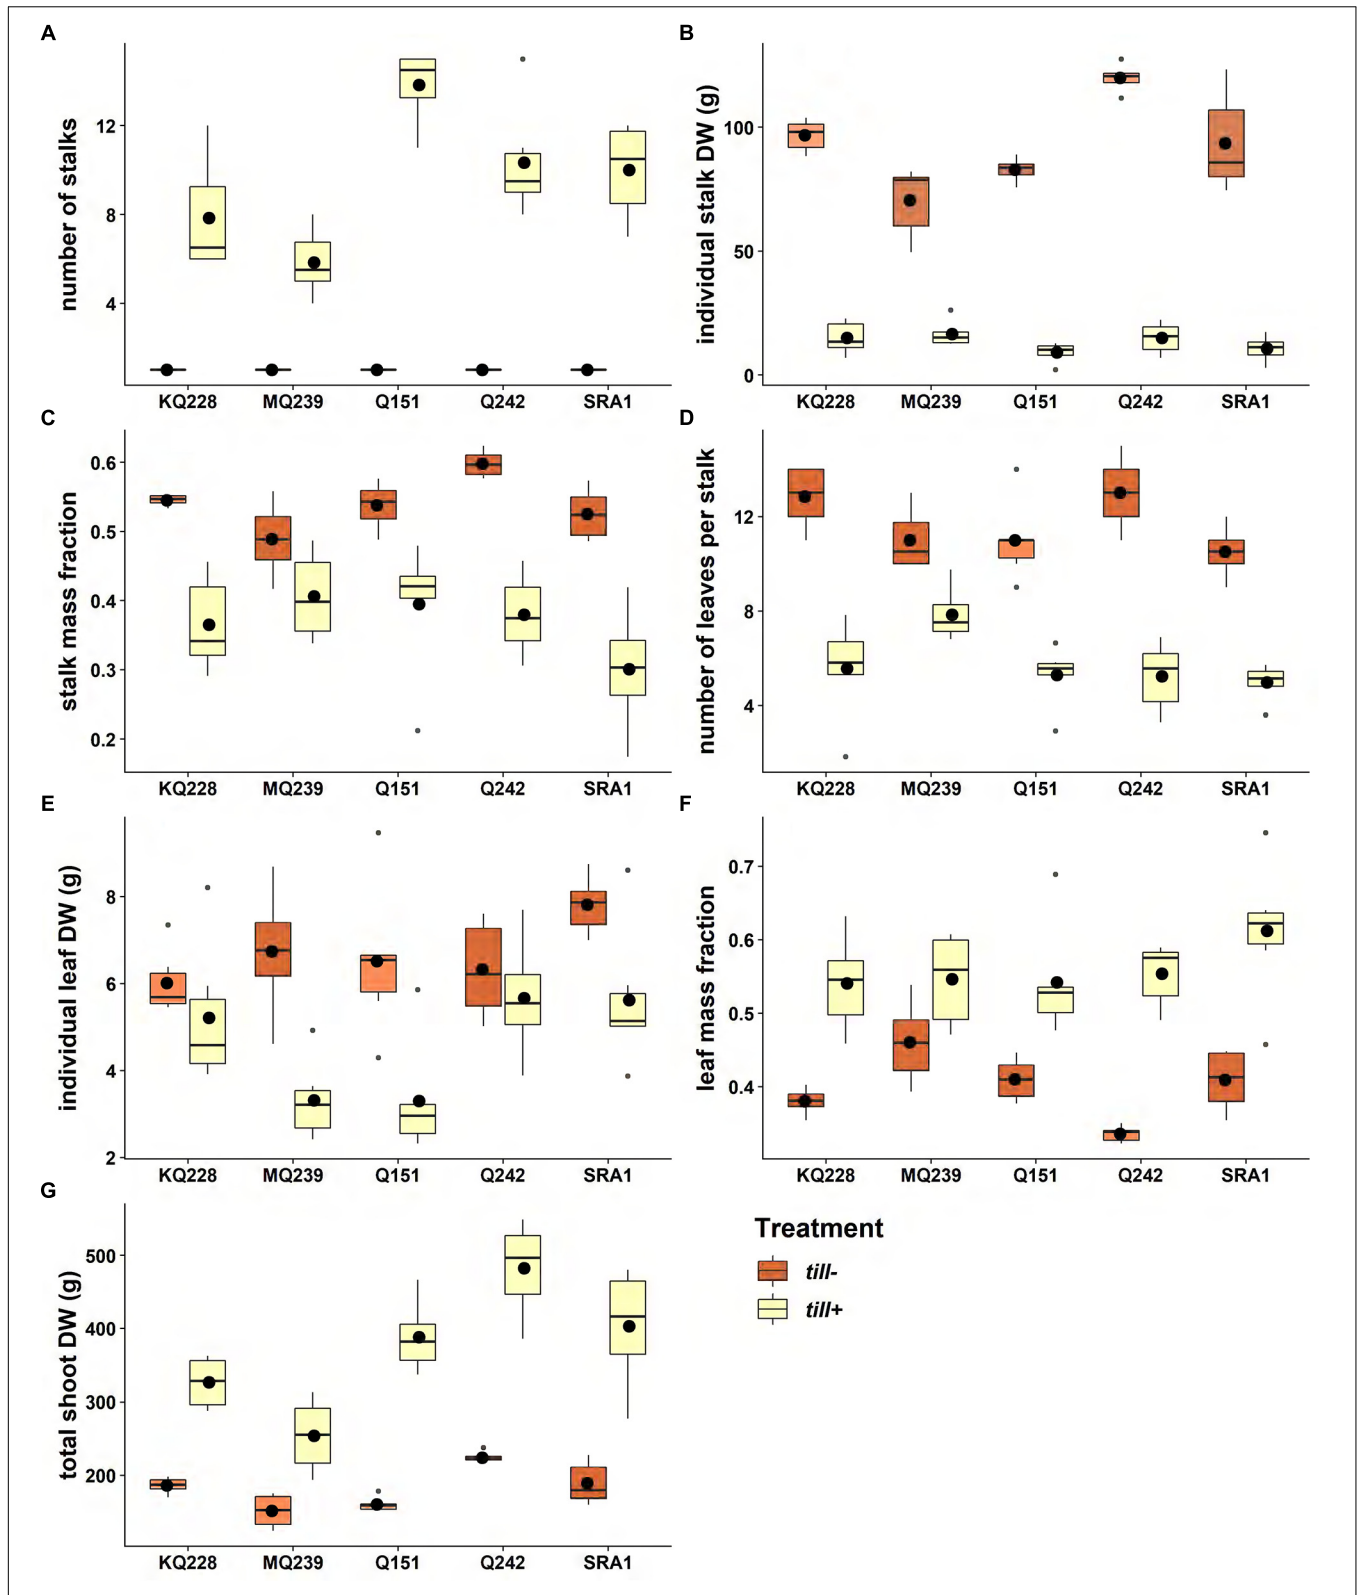 A
number of stalks
12
8
4
KQ228 MQ239 Q151 Q242 SRA1
B
individual stalk DW (g)
100
50
0
KQ228 MQ239 Q151 Q242 SRA1
C
stalk mass fraction
0.6
0.5
0.4
0.3
0.2
KQ228 MQ239 Q151 Q242 SRA1
D
number of leaves per stalk
12
8
4
KQ228 MQ239 Q151 Q242 SRA1
E
individual leaf DW (g)
8
6
4
2
KQ228 MQ239 Q151 Q242 SRA1
F
leaf mass fraction
0.7
0.6
0.5
0.4
KQ228 MQ239 Q151 Q242 SRA1
G
total shoot DW (g)
500
400
300
200
KQ228 MQ239 Q151 Q242 SRA1
Treatment
till-
till+